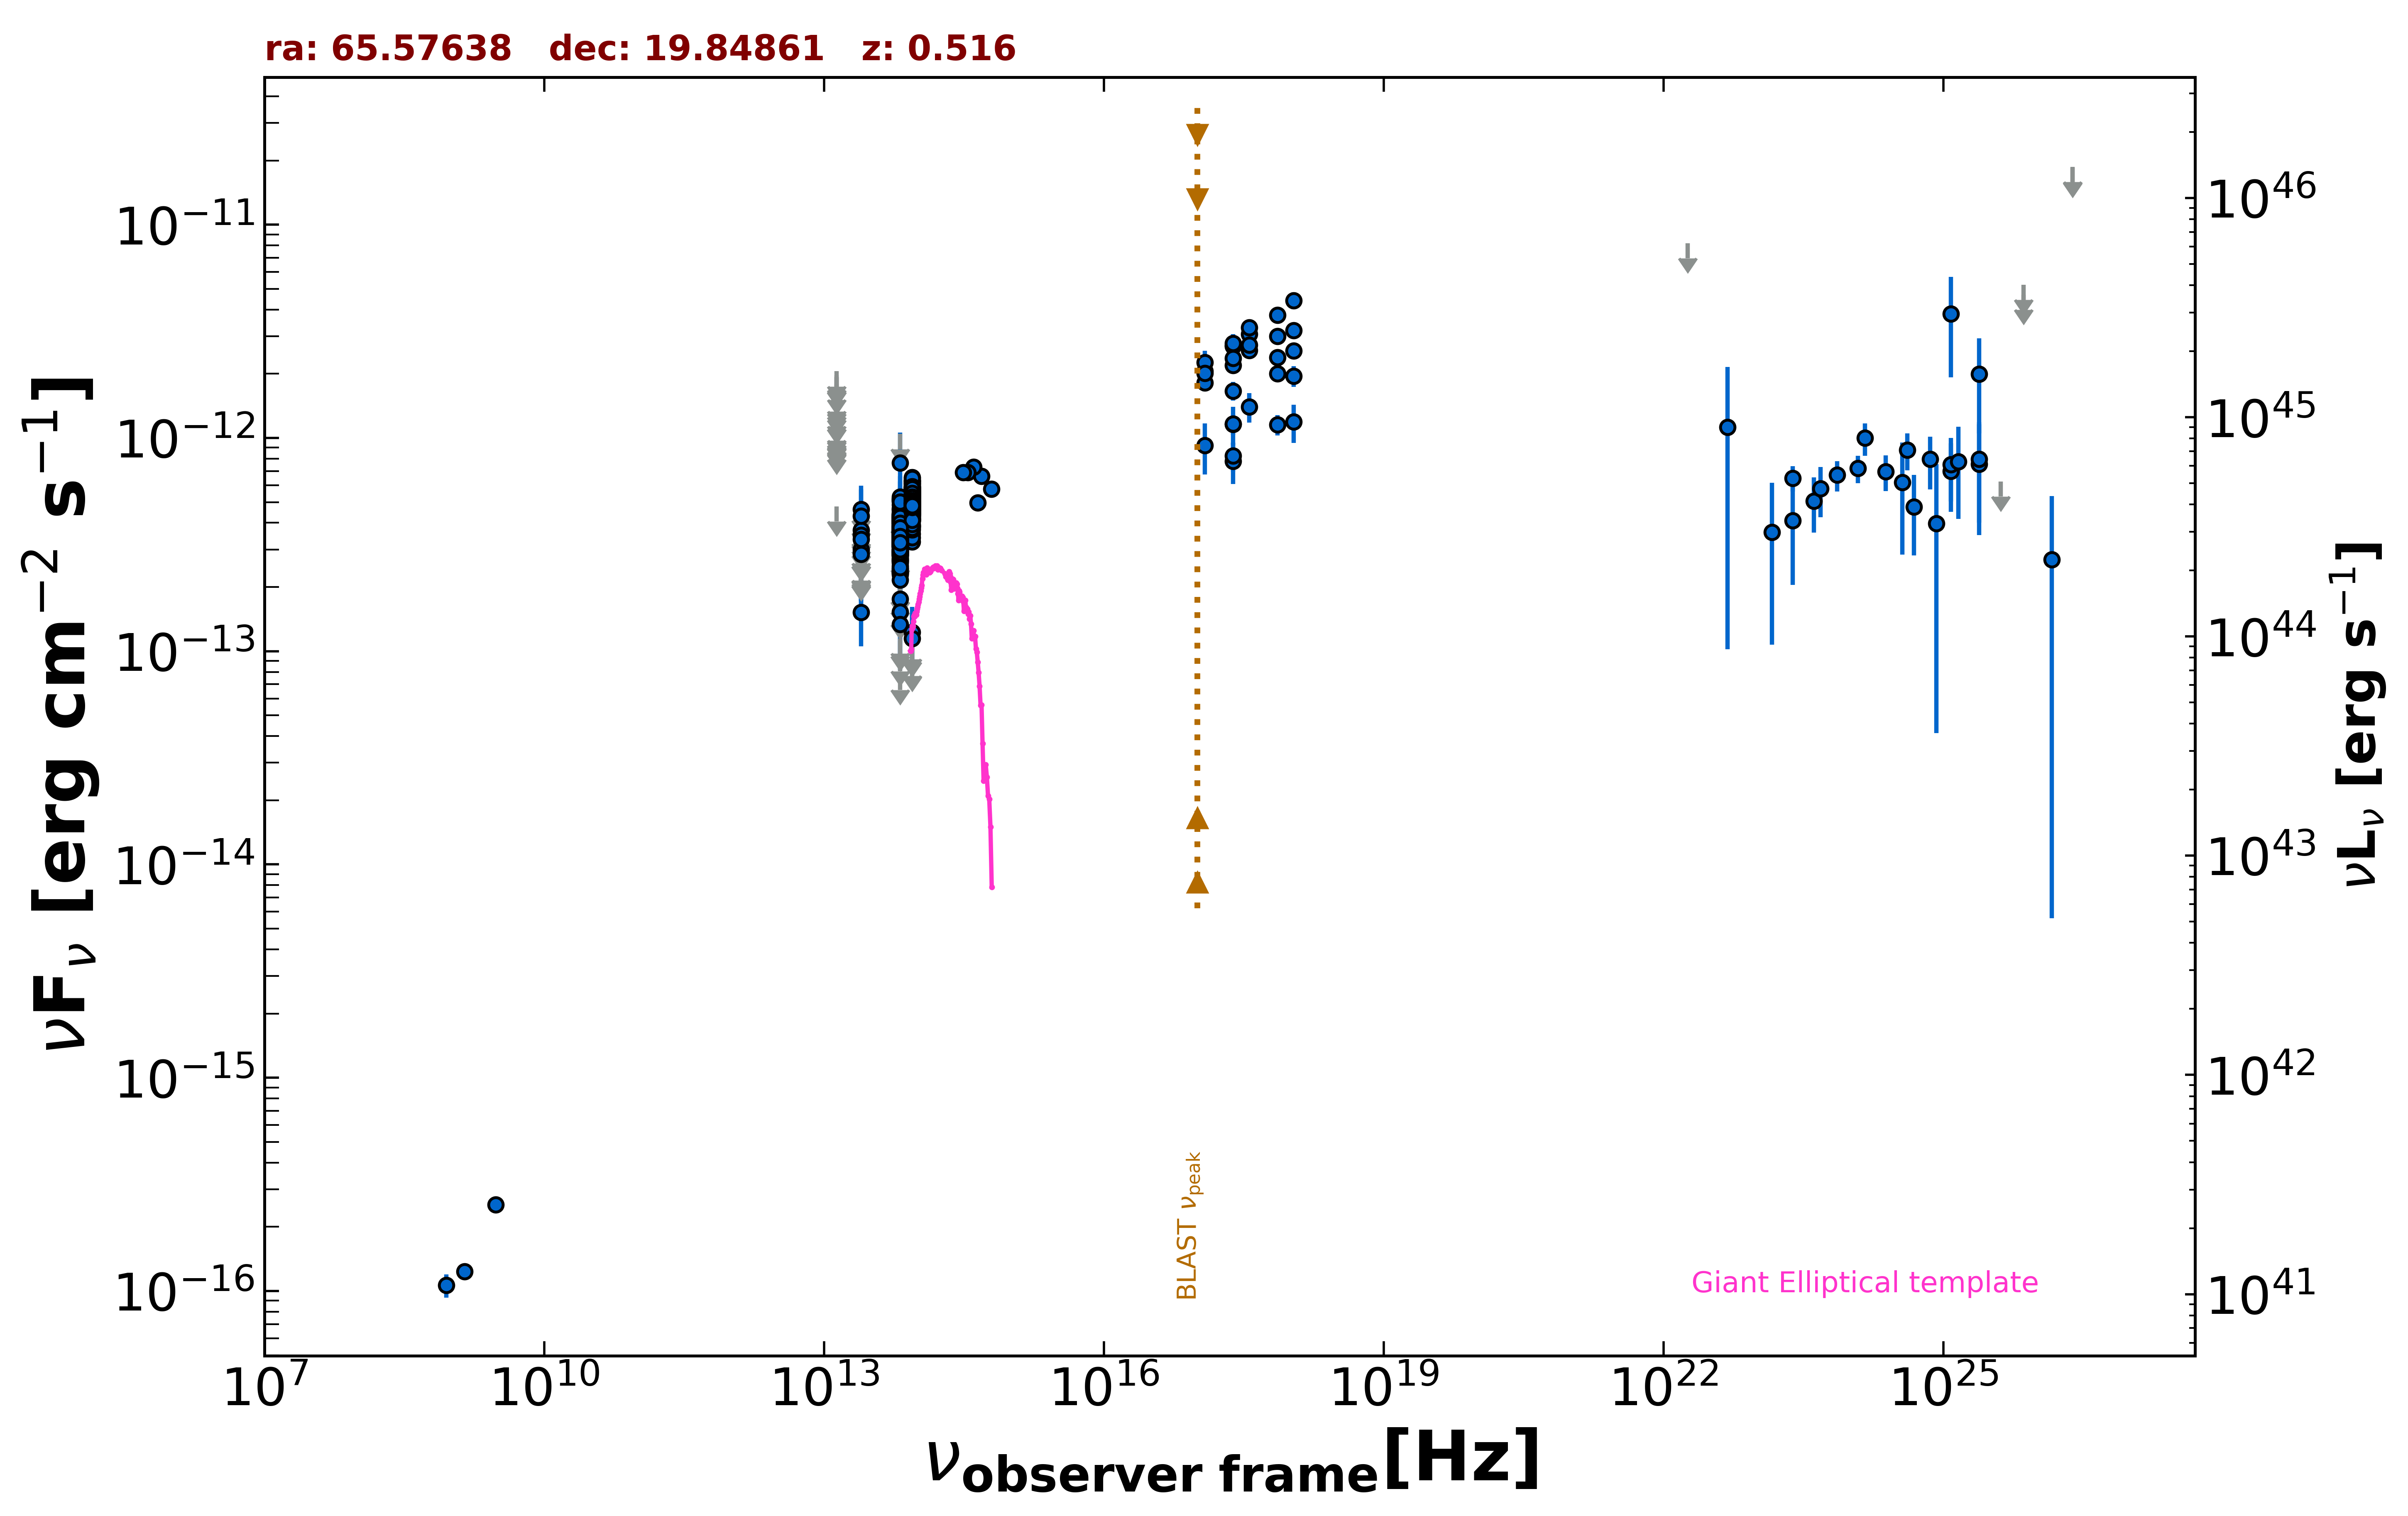 ra: 65.57638   dec: 19.84861   z: 0.516
νF_ν [erg cm^−2 s^−1]
10^−11
10^−12
10^−13
10^−14
10^−15
10^−16
10^46
10^45
10^44
10^43
10^42
10^41
νL_ν [erg s^−1]
BLAST ν_peak
Giant Elliptical template
10^7 10^10 10^13 10^16 10^19 10^22 10^25
ν_observer frame [Hz]